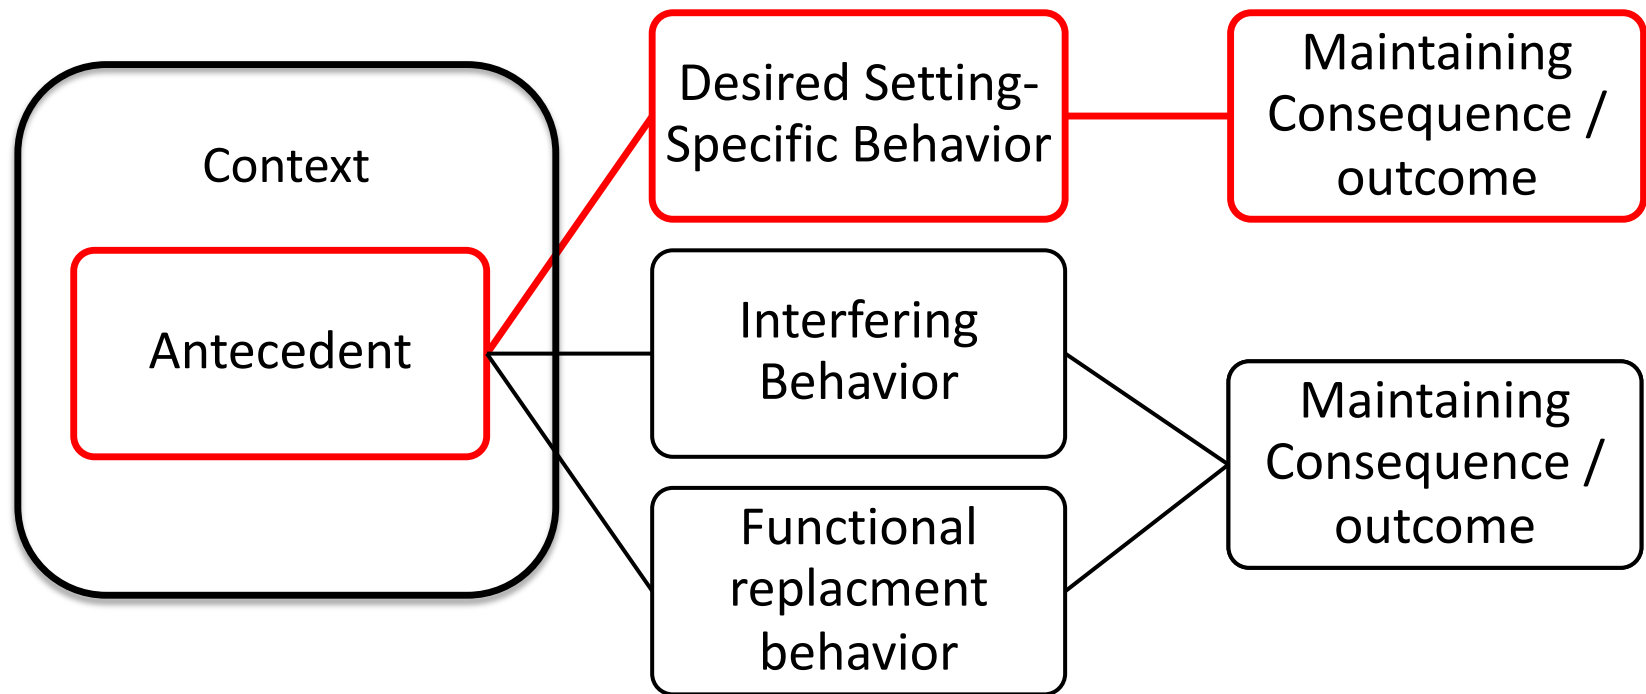 Context
Antecedent
Desired Setting-
Specific Behavior
Maintaining
Consequence /
outcome
Interfering
Behavior
Functional
replacment
behavior
Maintaining
Consequence /
outcome